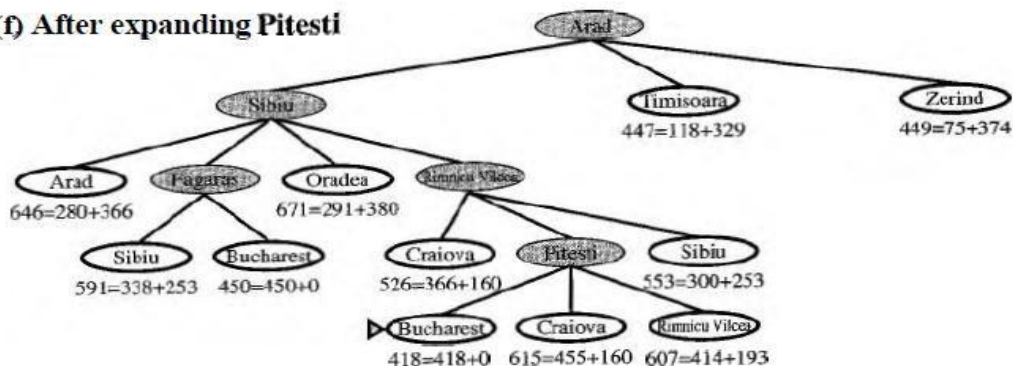 (f) After expanding Pitesti
Arad
Sibiu
Timisoara
Zerind
447=118+329
449=75+374
Arad
Fagaras
Oradea
Rimnicu Vilcea
646=280+366
671=291+380
Sibiu
Bucharest
Craiova
Pitesti
Sibiu
591=338+253
450=450+0
526=366+160
553=300+253
Bucharest
Craiova
Rimnicu Vilcea
418=418+0
615=455+160
607=414+193